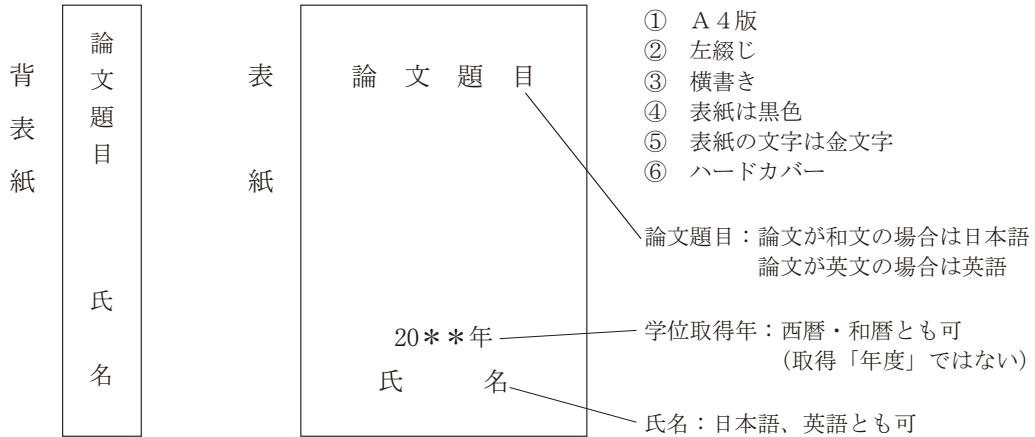 背表紙
論文題目
氏名
表紙
論文題目
20＊＊年
氏名
① Ａ４版
② 左綴じ
③ 横書き
④ 表紙は黒色
⑤ 表紙の文字は金文字
⑥ ハードカバー
論文題目：論文が和文の場合は日本語
論文が英文の場合は英語
学位取得年：西暦・和暦とも可
（取得「年度」ではない）
氏名：日本語、英語とも可